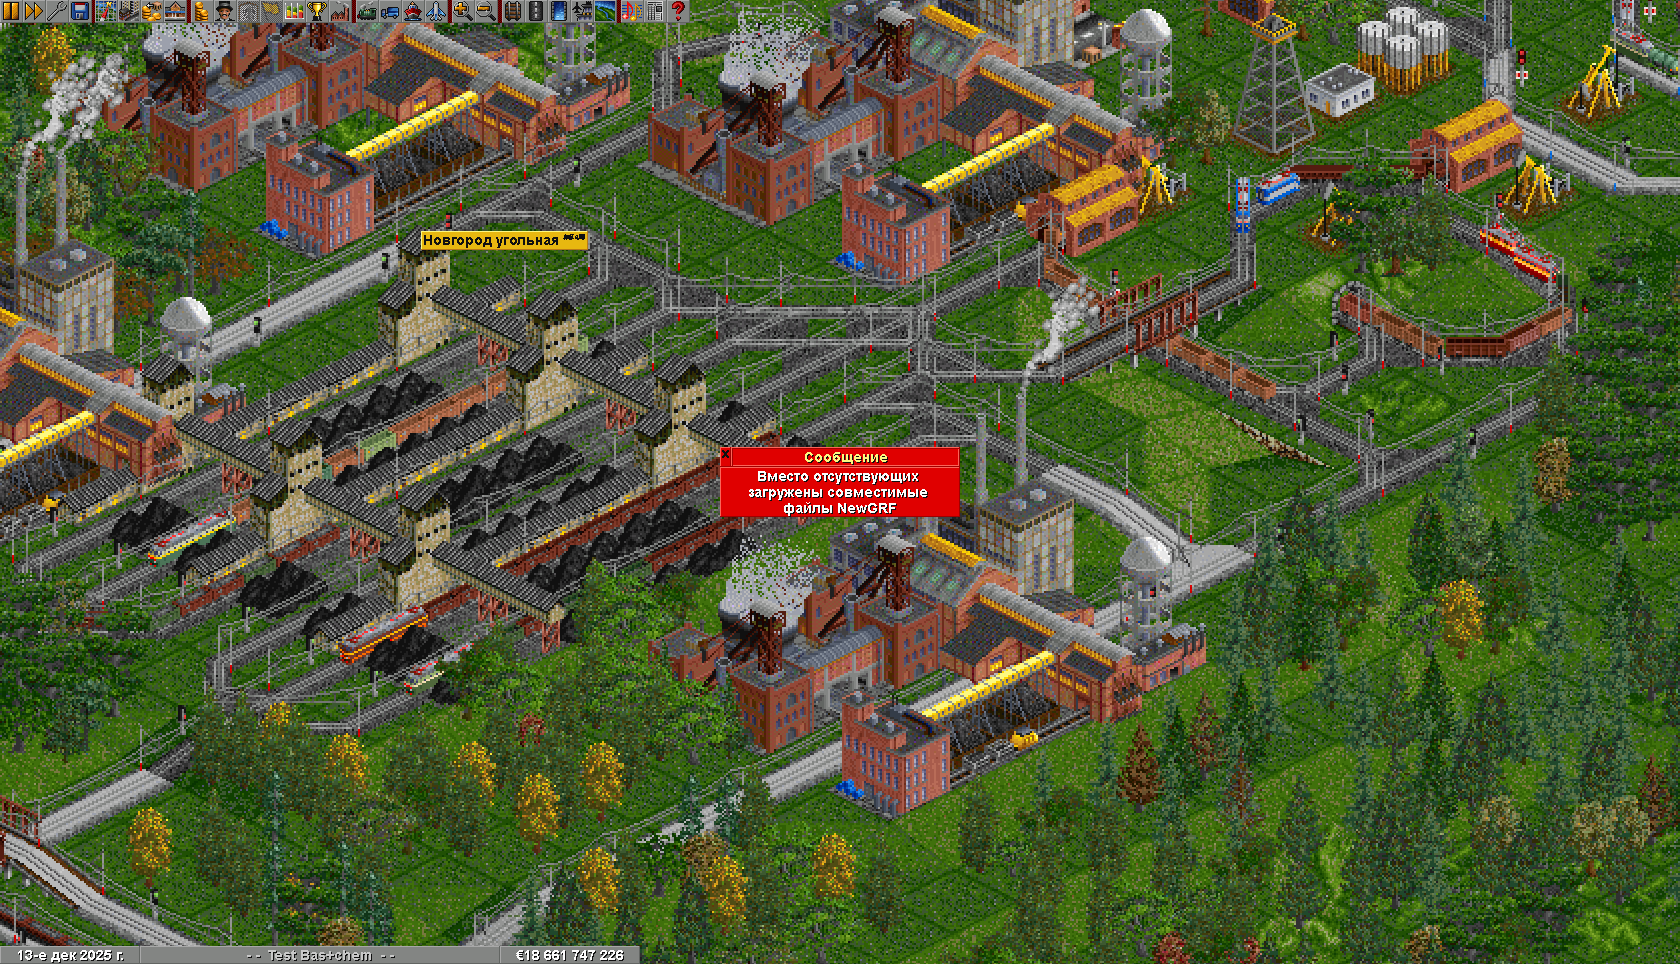 Новгород угольная
Сообщение
Вместо отсутствующих
загружены совместимые
файлы NewGRF
13-е дек 2025 г.
- -  Test Bas+chem  - -
€18 661 747 226